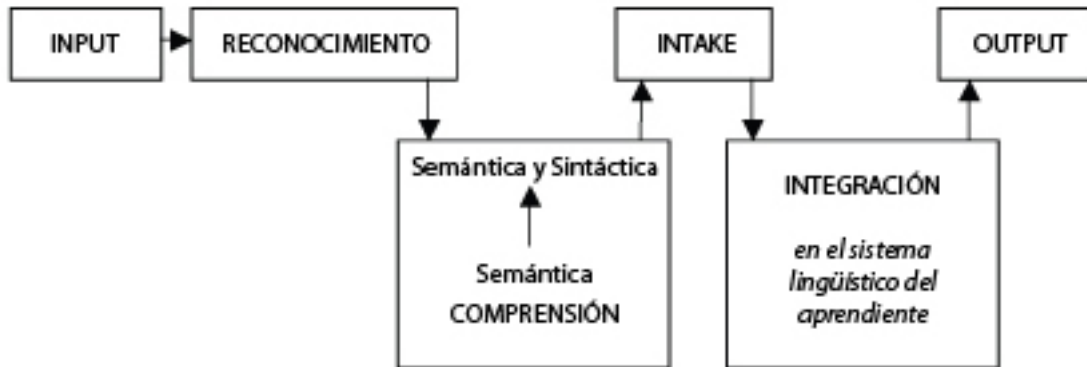 INPUT
RECONOCIMIENTO
INTAKE
OUTPUT
Semántica y Sintáctica
Semántica
COMPRENSIÓN
INTEGRACIÓN
en el sistema
lingüístico del
aprendiente